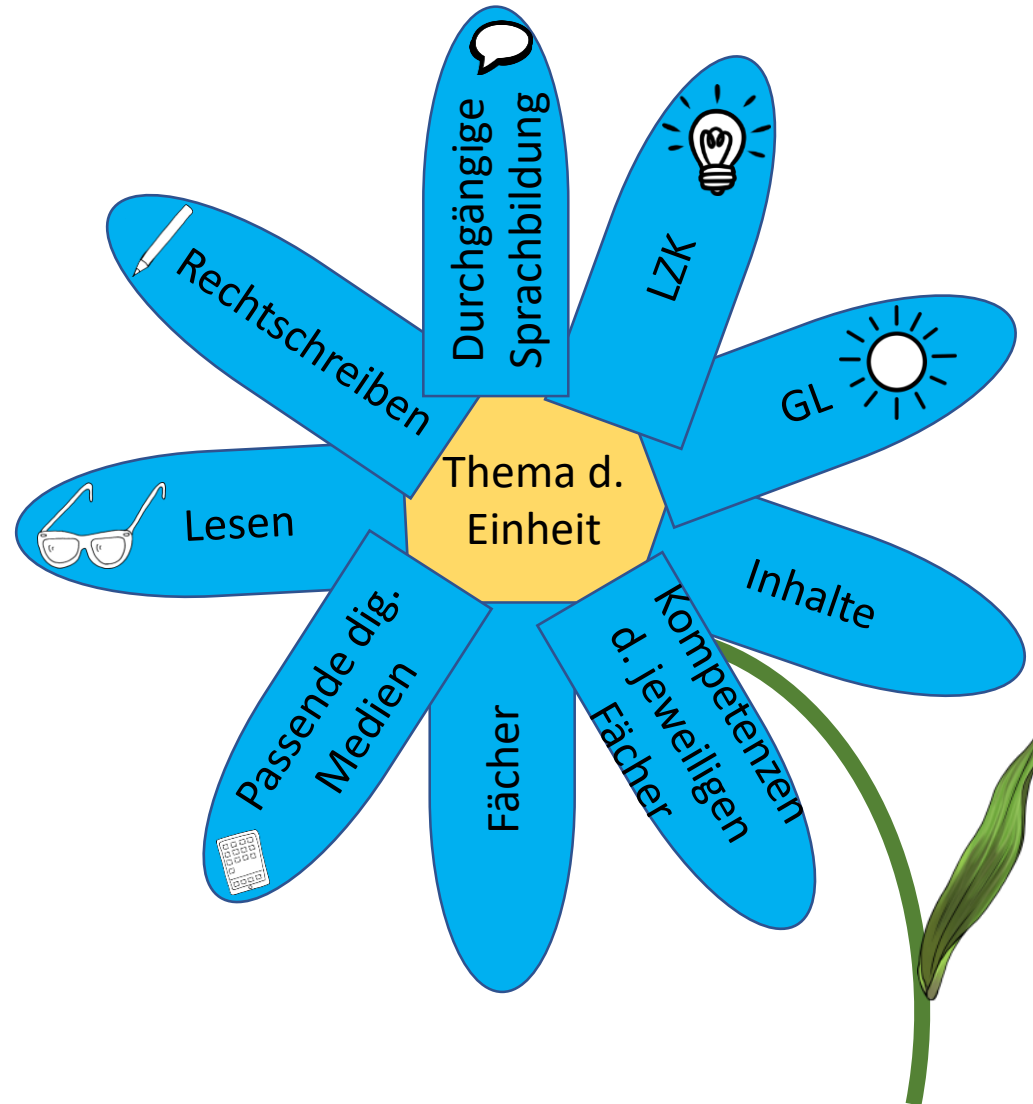 Durchgängige
Sprachbildung
LZK
GL
Inhalte
Kompetenzen
d. jeweiligen
Fächer
Fächer
Passende dig.
Medien
Lesen
Rechtschreiben
Thema d.
Einheit